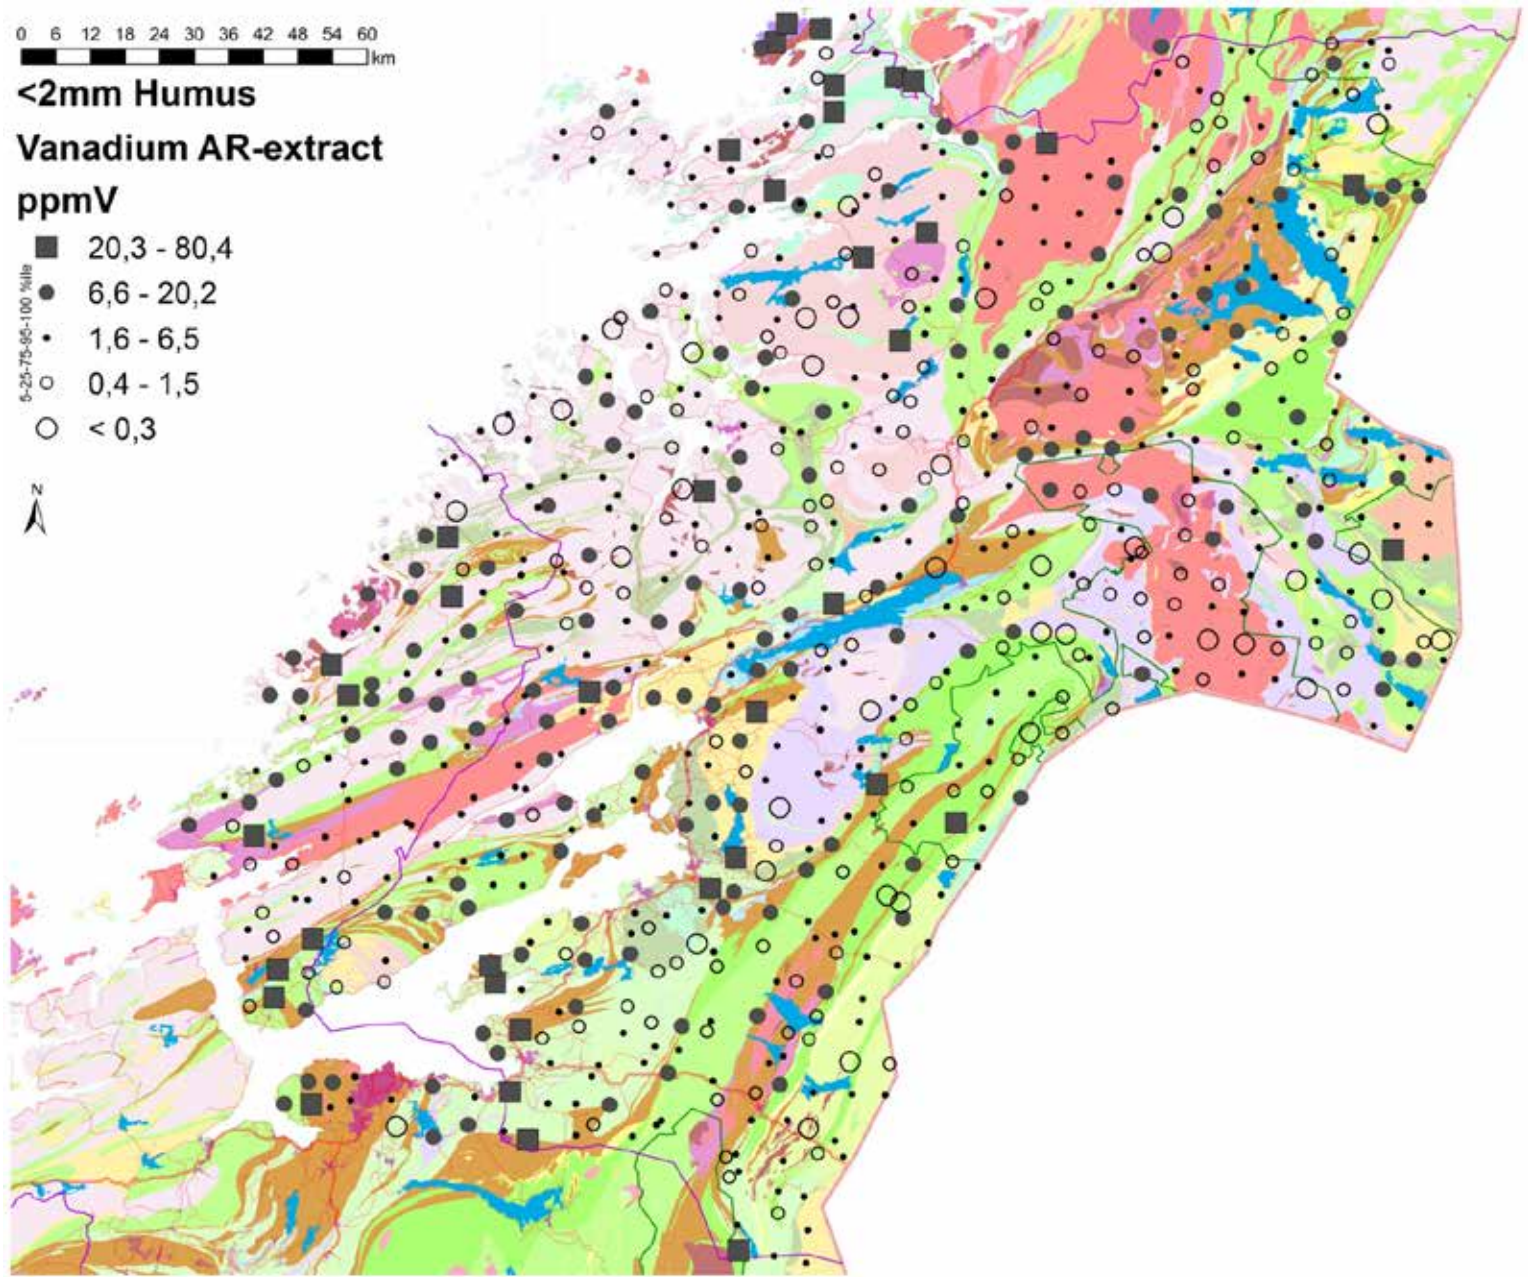 0 6 12 18 24 30 36 42 48 54 60
km
<2mm Humus
Vanadium AR-extract
ppmV
20,3 - 80,4
6,6 - 20,2
1,6 - 6,5
0,4 - 1,5
< 0,3
5-25-75-95-100 %ile
N